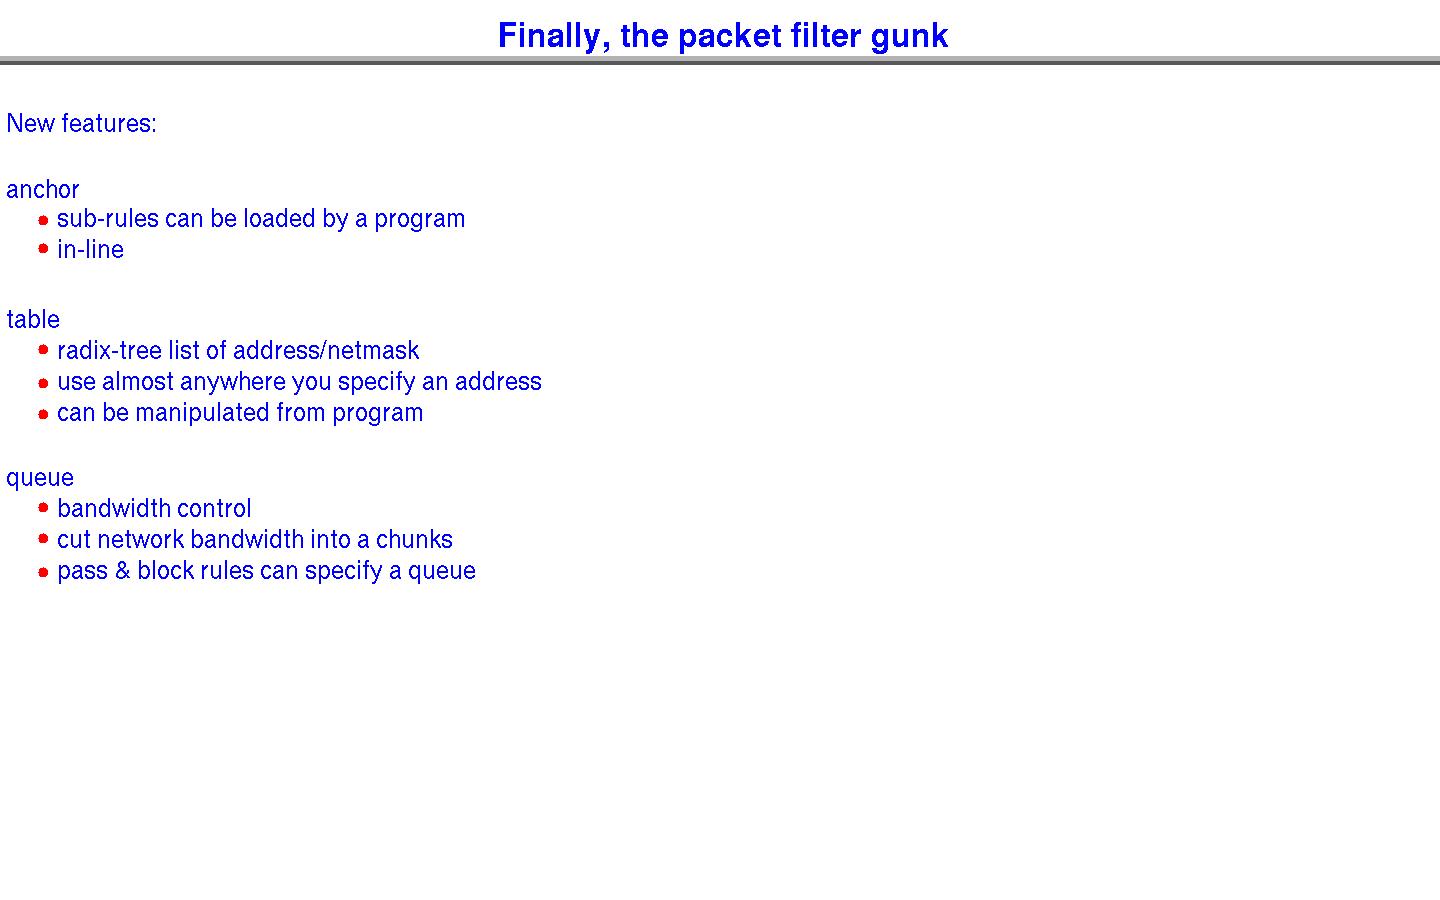 Finally, the packet filter gunk
New features:
anchor
sub-rules can be loaded by a program
in-line
table
radix-tree list of address/netmask
use almost anywhere you specify an address
can be manipulated from program
queue
bandwidth control
cut network bandwidth into a chunks
pass & block rules can specify a queue